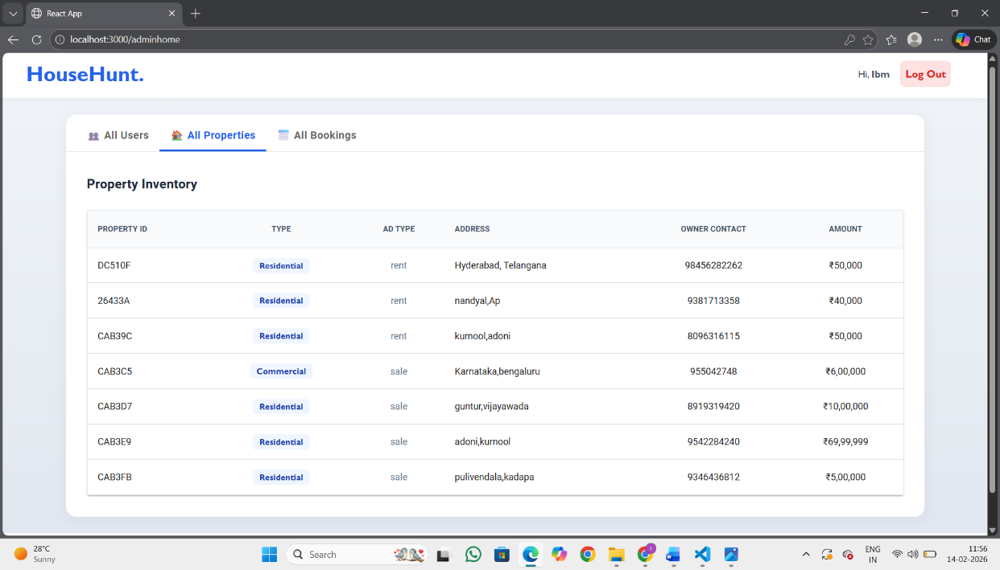 React App
localhost:3000/adminhome
Chat
HouseHunt.
Hi, Ibm
Log Out
All Users
All Properties
All Bookings
Property Inventory
PROPERTY ID TYPE AD TYPE ADDRESS OWNER CONTACT AMOUNT
DC510F Residential rent Hyderabad, Telangana 98456282262 ₹50,000
26433A Residential rent nandyal,Ap 9381713358 ₹40,000
CAB39C Residential rent kurnool,adoni 8096316115 ₹50,000
CAB3C5 Commercial sale Karnataka,bengaluru 955042748 ₹6,00,000
CAB3D7 Residential sale guntur,vijayawada 8919319420 ₹10,00,000
CAB3E9 Residential sale adoni,kurnool 9542284240 ₹69,99,999
CAB3FB Residential sale pulivendala,kadapa 9346436812 ₹5,00,000
28°C
Sunny
Search
ENG
IN
11:56
14-02-2026